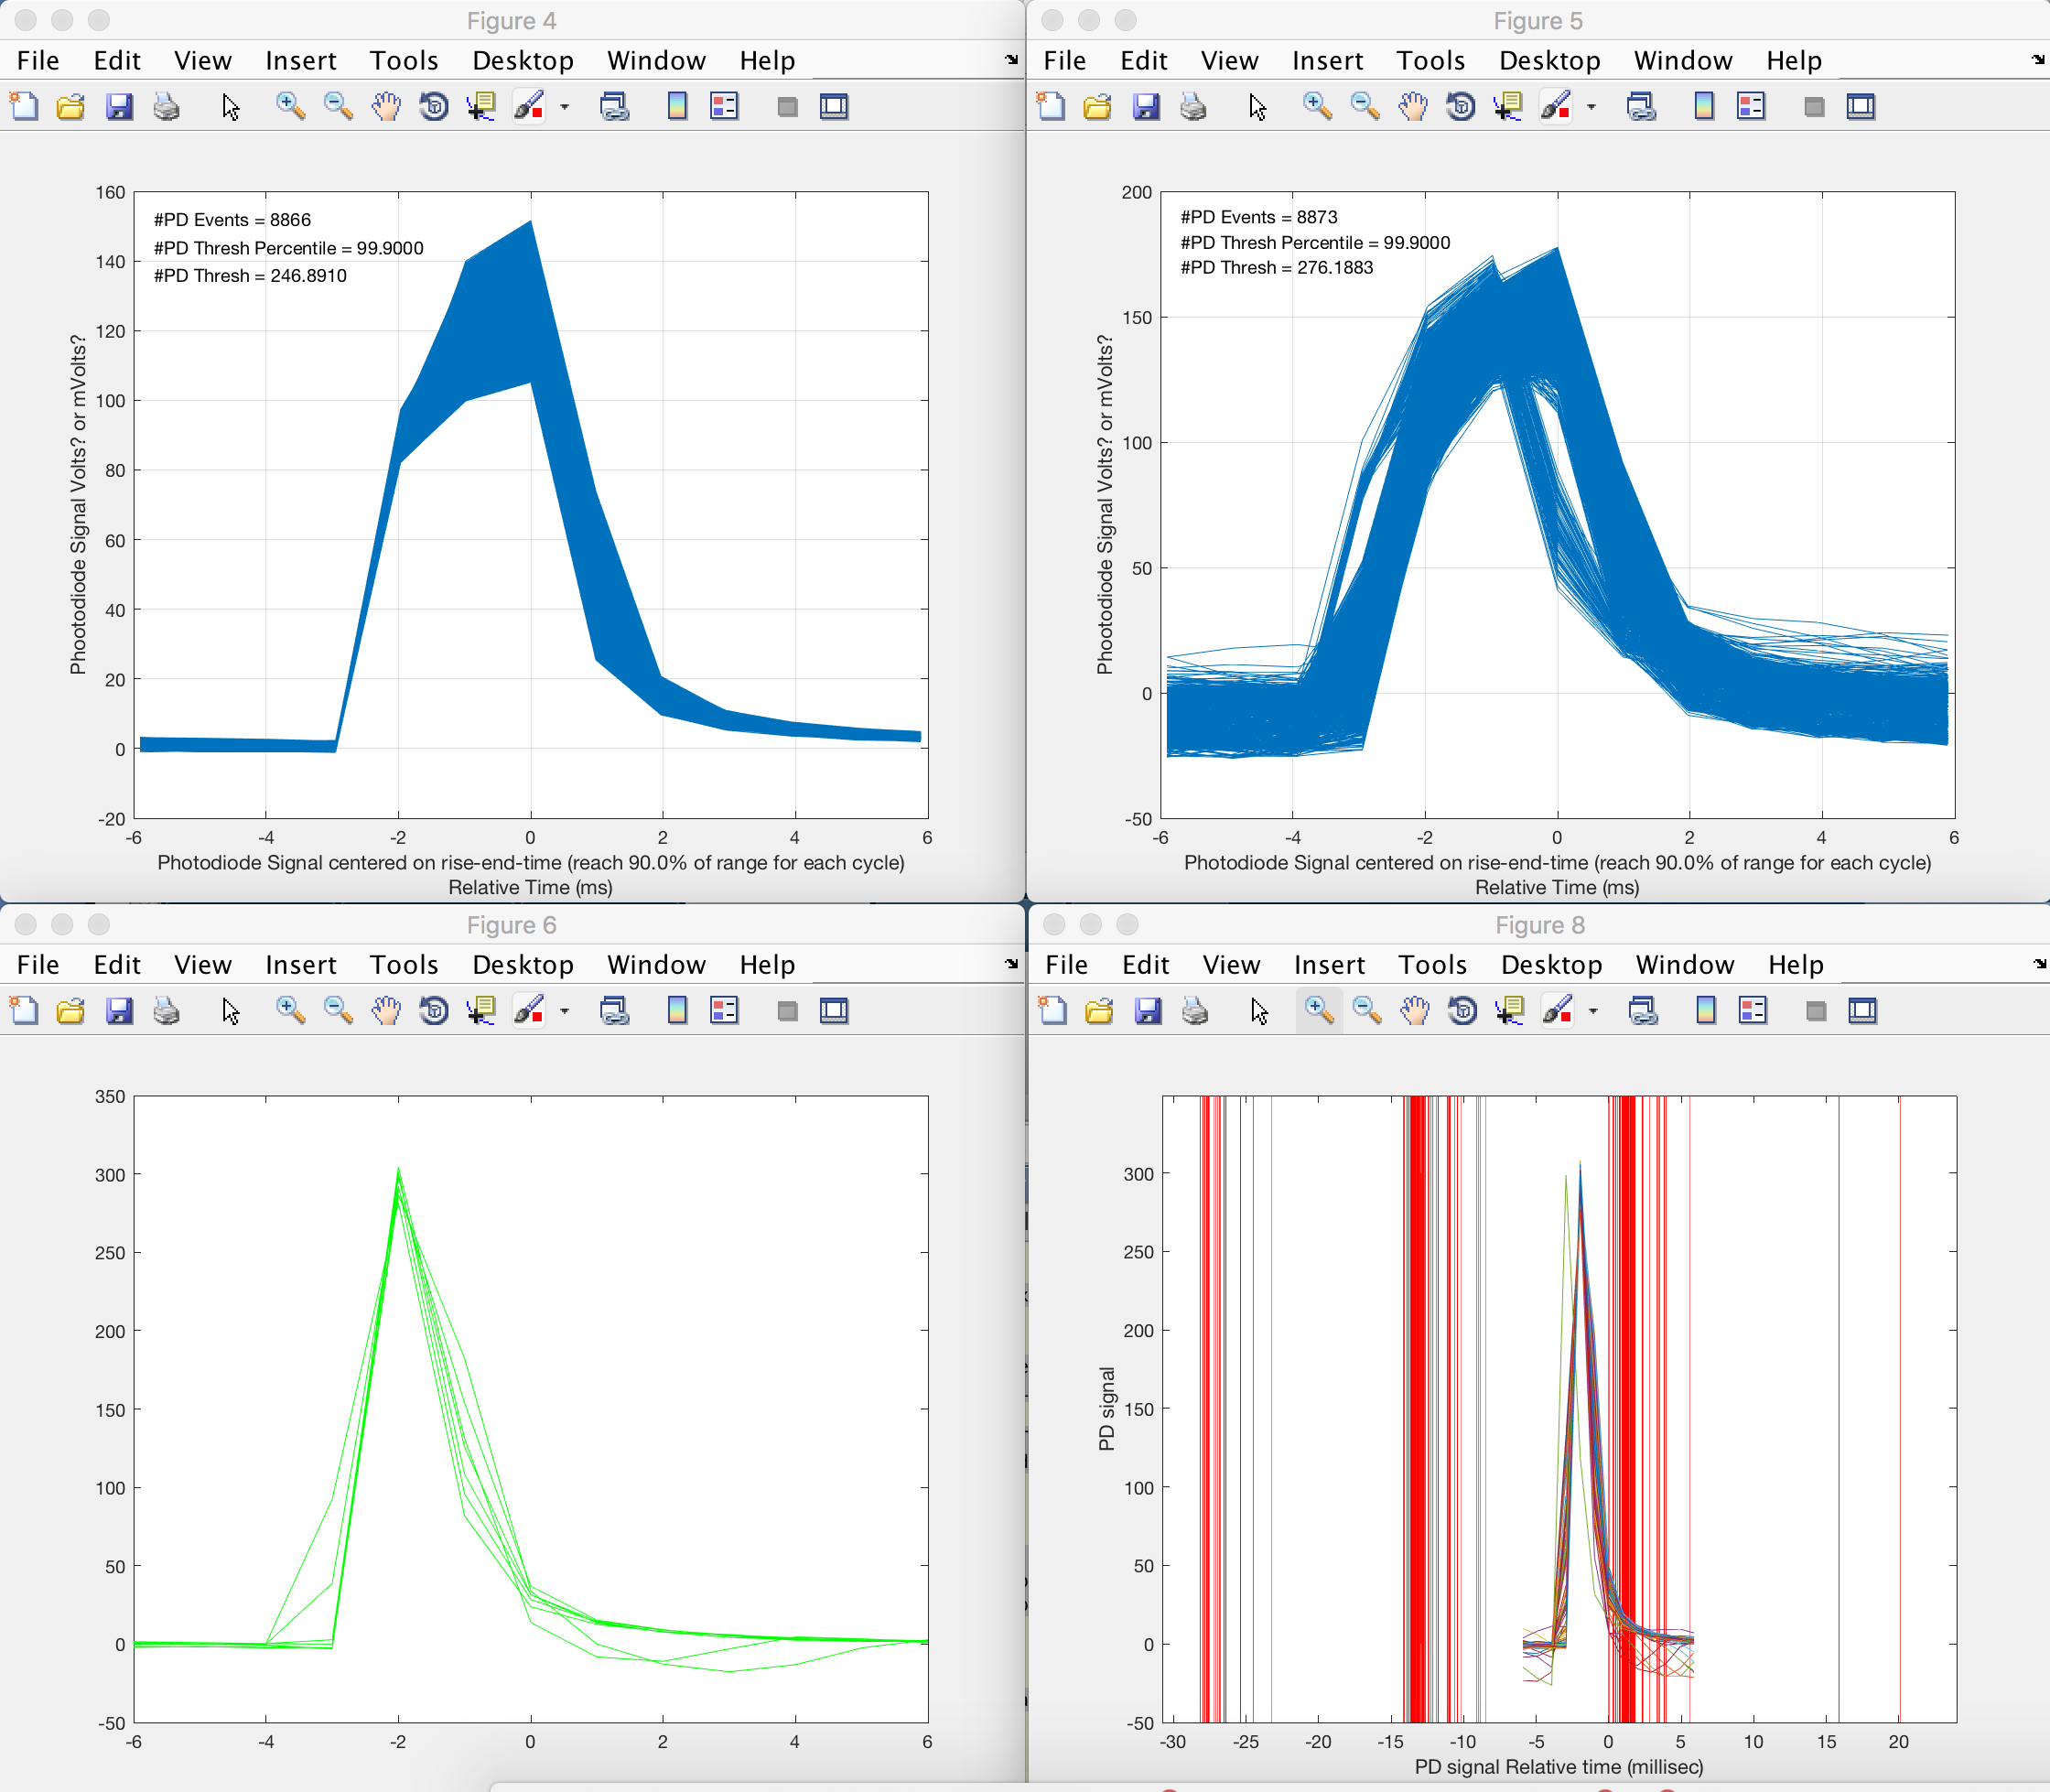 Figure 4
File Edit View Insert Tools Desktop Window Help
160
140
120
100
80
60
40
20
0
-20
#PD Events = 8866
#PD Thresh Percentile = 99.9000
#PD Thresh = 246.8910
Phootodiode Signal Volts? or mVolts?
-6 -4 -2 0 2 4 6
Photodiode Signal centered on rise-end-time (reach 90.0% of range for each cycle)
Relative Time (ms)
Figure 5
File Edit View Insert Tools Desktop Window Help
200
150
100
50
0
-50
#PD Events = 8873
#PD Thresh Percentile = 99.9000
#PD Thresh = 276.1883
Phootodiode Signal Volts? or mVolts?
-6 -4 -2 0 2 4 6
Photodiode Signal centered on rise-end-time (reach 90.0% of range for each cycle)
Relative Time (ms)
Figure 6
File Edit View Insert Tools Desktop Window Help
350
300
250
200
150
100
50
0
-50
-6 -4 -2 0 2 4 6
Figure 8
File Edit View Insert Tools Desktop Window Help
300
250
200
150
100
50
0
-50
PD signal
-30 -25 -20 -15 -10 -5 0 5 10 15 20
PD signal Relative time (millisec)